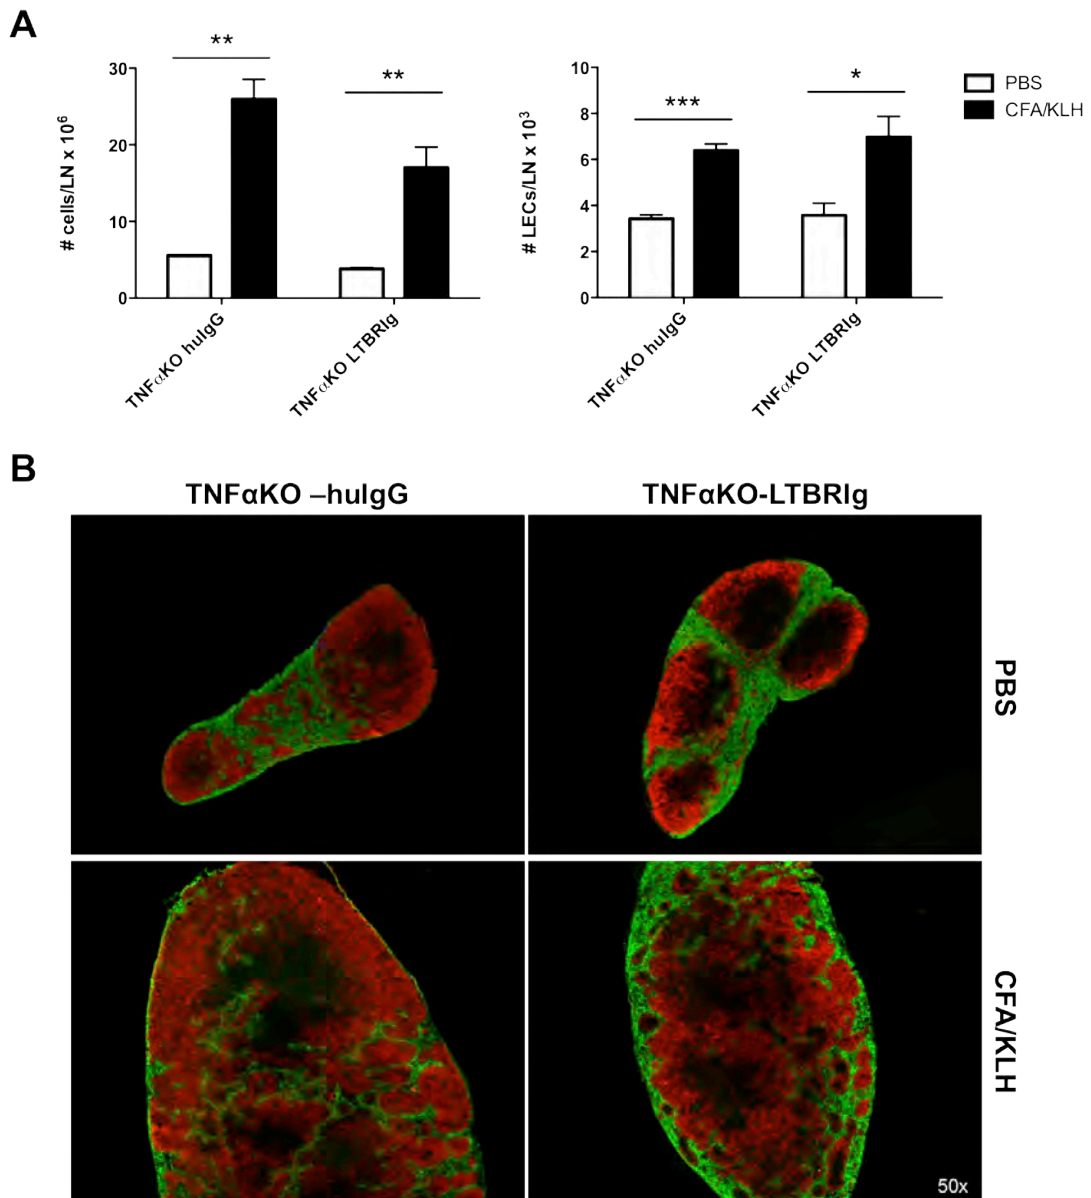 A
**
**
30
20
10
0
# cells/LN x 10⁶
TNFαKO huIgG
TNFαKO LTBRIg
***
*
10
8
6
4
2
0
# LECs/LN x 10³
TNFαKO huIgG
TNFαKO LTBRIg
PBS
CFA/KLH
B
TNFαKO –huIgG
TNFαKO-LTBRIg
PBS
CFA/KLH
50x